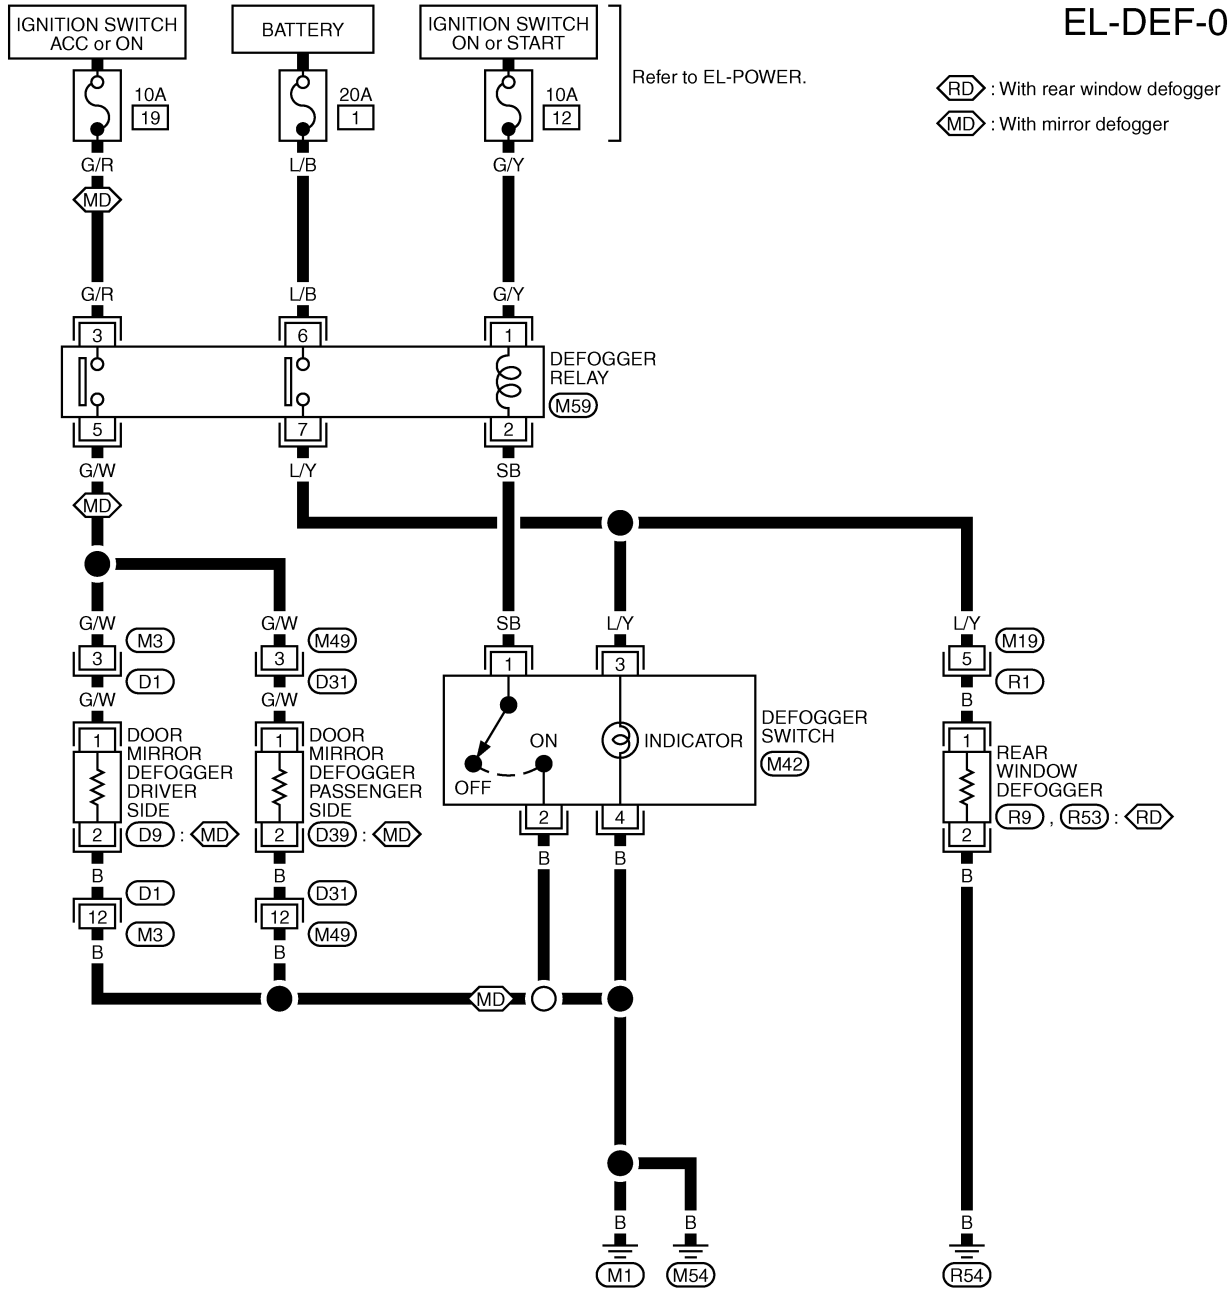 EL-DEF-0
IGNITION SWITCH
ACC or ON
BATTERY
IGNITION SWITCH
ON or START
Refer to EL-POWER.
RD : With rear window defogger
MD : With mirror defogger
10A
19
20A
1
10A
12
G/R
L/B
G/Y
MD
G/R
L/B
G/Y
3
6
1
DEFOGGER
RELAY
M59
5
7
2
G/W
L/Y
SB
MD
G/W
G/W
SB
L/Y
L/Y
M3
M49
M19
3
3
1
3
5
D1
D31
R1
G/W
G/W
B
1
1
1
DOOR
MIRROR
DEFOGGER
DRIVER
SIDE
D9 : MD
DOOR
MIRROR
DEFOGGER
PASSENGER
SIDE
D39 : MD
OFF
ON
INDICATOR
DEFOGGER
SWITCH
M42
REAR
WINDOW
DEFOGGER
R9 , R53 : RD
2
2
2
4
2
B
B
B
B
B
D1
D31
12
12
M3
M49
B
B
MD
B
B
B
M1
M54
R54